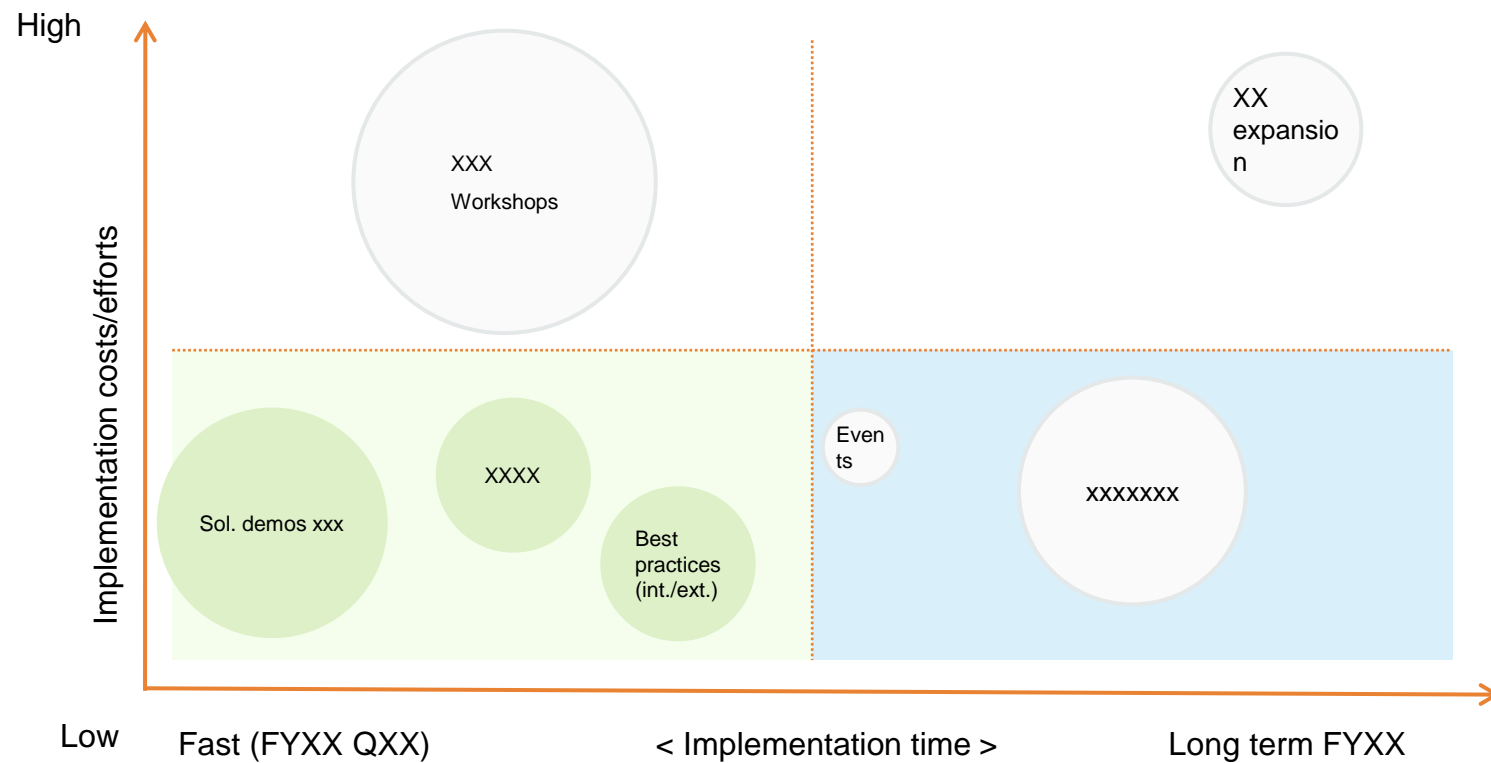 High
XX
expansio
n
XXX
Workshops
Implementation costs/efforts
Even
ts
XXXX
xxxxxxx
Sol. demos xxx
Best
practices
(int./ext.)
Low
Fast (FYXX QXX)
< Implementation time >
Long term FYXX